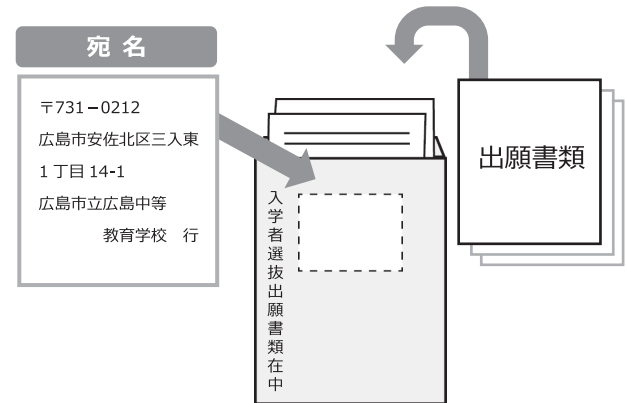 宛名
〒731－0212
広島市安佐北区三入東
1丁目 14-1
広島市立広島中等
教育学校　行
入学者選抜出願書類在中
出願書類